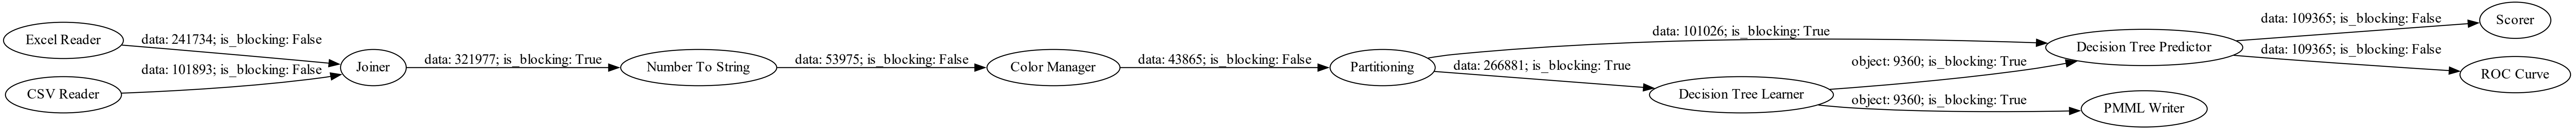 Excel Reader
data: 241734; is_blocking: False
CSV Reader
data: 101893; is_blocking: False
Joiner
data: 321977; is_blocking: True
Number To String
data: 53975; is_blocking: False
Color Manager
data: 43865; is_blocking: False
Partitioning
data: 101026; is_blocking: True
data: 266881; is_blocking: True
Decision Tree Learner
object: 9360; is_blocking: True
object: 9360; is_blocking: True
Decision Tree Predictor
PMML Writer
data: 109365; is_blocking: False
data: 109365; is_blocking: False
Scorer
ROC Curve